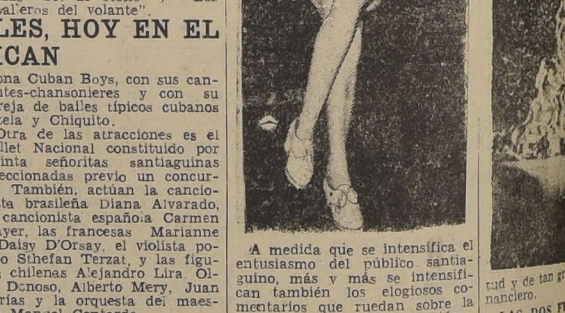 valleros del volante".
LES, HOY EN EL
ICAN
ona Cuban Boys, con sus can-
ntes-chansonieres y con su
reja de bailes típicos cubanos
tela y Chiquito.
Otra de las atracciones es el
llet Nacional constituido por
inta señoritas santiaguinas
eccionadas previo un concur-
También, actúan la cancio-
sta brasileña Diana Alvarado,
cancionista española Carmen
ayer, las francesas Marianne
Daisy D'Orsay, el violista po-
o Sthefan Terzat, y las figu-
chilenas Alejandro Lira, Ol-
Donoso, Alberto Mery, Juan
rías y la orquesta del maes-
A medida que se intensifica el
entusiasmo del público santia-
guino, más y más se intensifi-
can también los elogiosos co-
mentarios que ruedan sobre la
tud y de tan gr
nanciero.